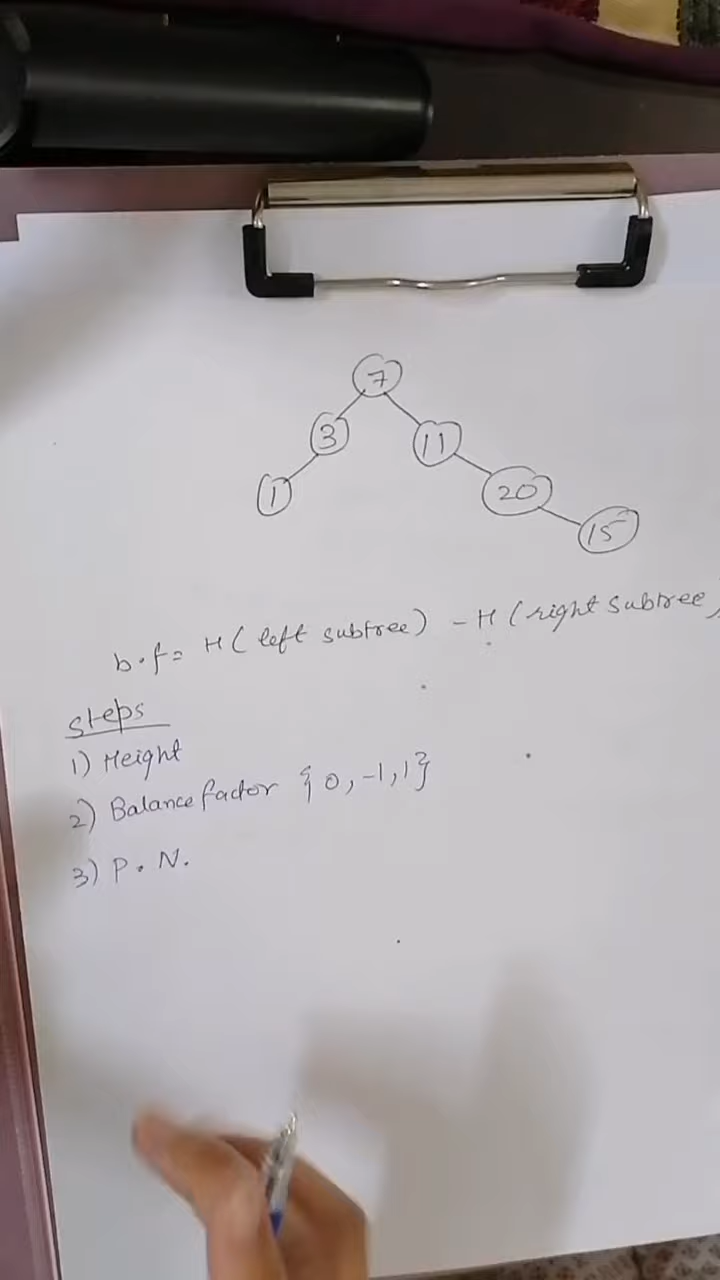 7
3 11
1 20
15
b.f = H ( left subtree ) - H ( right subtree )
steps
1) Height
2) Balance factor { 0, -1, 1 }
3) P. N.